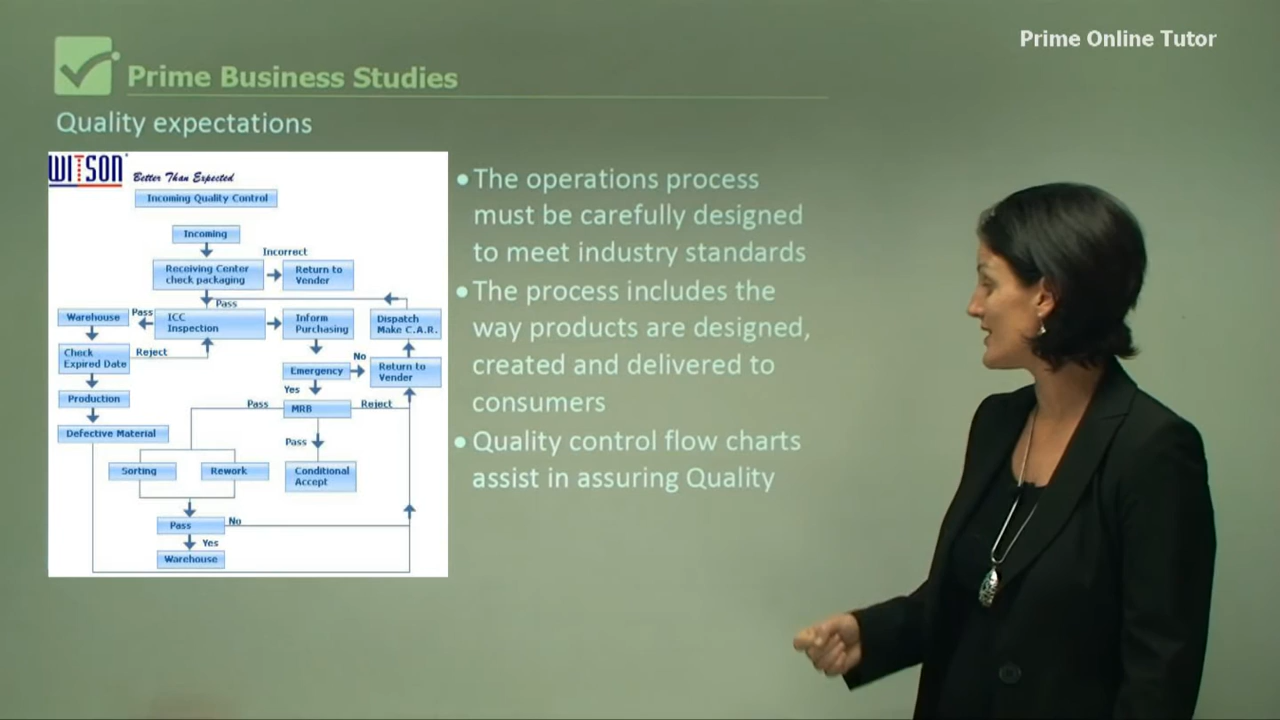 Prime Online Tutor
Prime Business Studies
Quality expectations
WITSON
Better Than Expected
Incoming Quality Control
Incoming
Incorrect
Receiving Center
check packaging
Return to
Vender
Pass
Warehouse
Pass
ICC
Inspection
Inform
Purchasing
Dispatch
Make C.A.R.
Check
Expired Date
Reject
Emergency
No
Return to
Vender
Yes
Production
Pass
MRB
Reject
Defective Material
Pass
Sorting
Rework
Conditional
Accept
Pass
No
Yes
Warehouse
• The operations process
must be carefully designed
to meet industry standards
• The process includes the
way products are designed,
created and delivered to
consumers
• Quality control flow charts
assist in assuring Quality